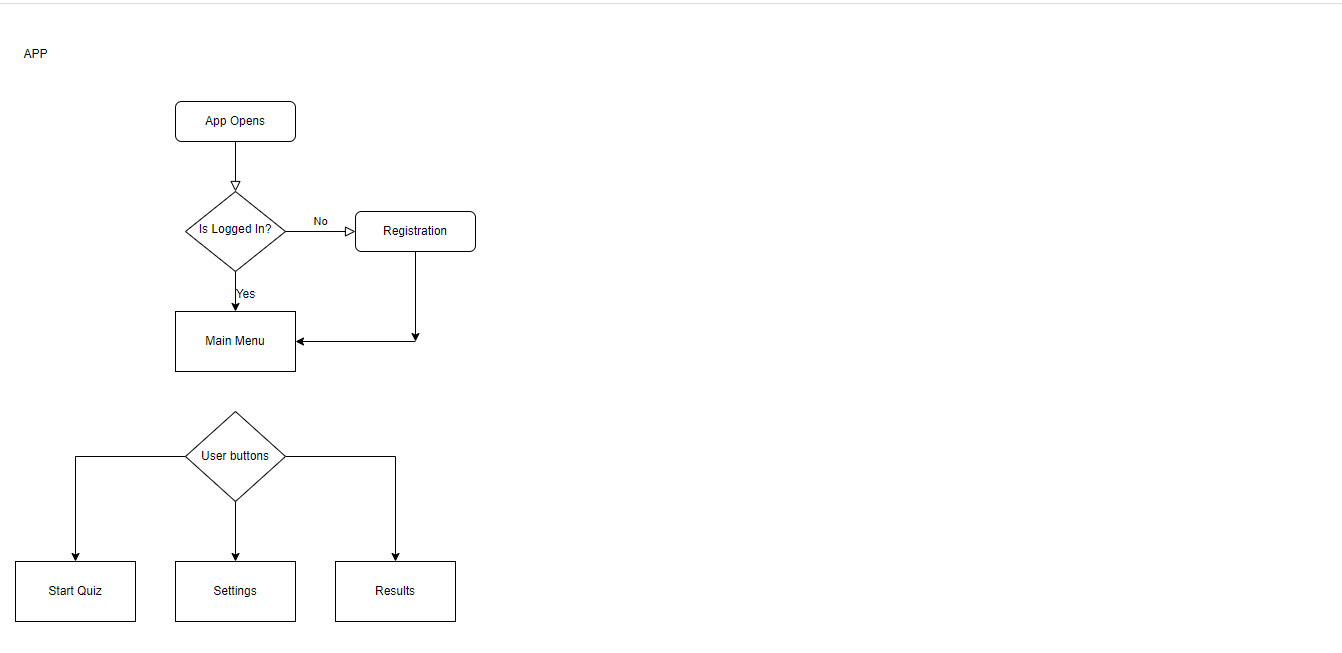 APP
App Opens
Is Logged In?
No
Registration
Yes
Main Menu
User buttons
Start Quiz
Settings
Results